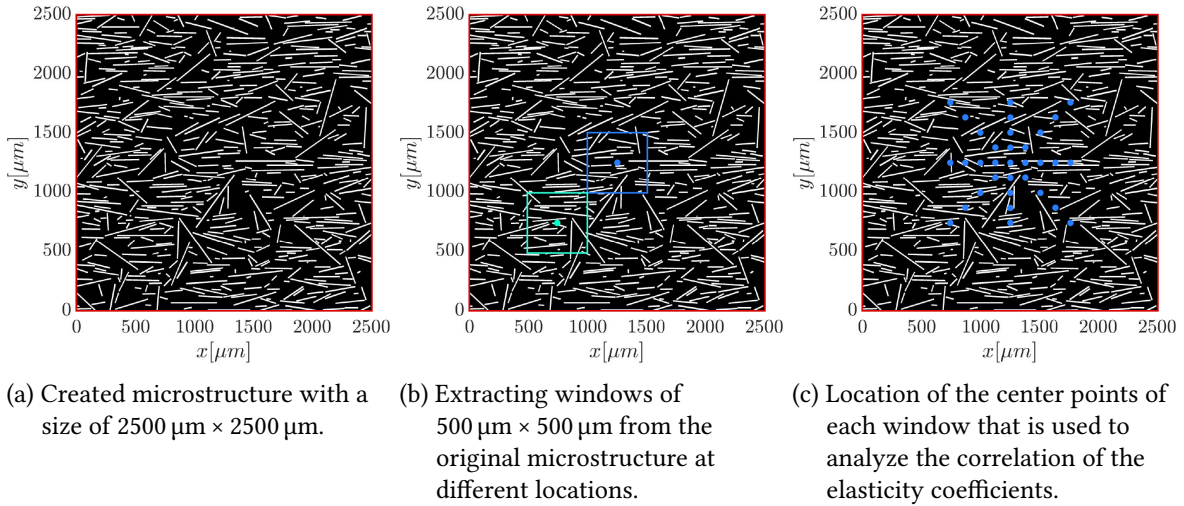 2500
2000
1500
1000
500
0
y[μm]
0 500 1000 1500 2000 2500
x[μm]
2500
2000
1500
1000
500
0
y[μm]
0 500 1000 1500 2000 2500
x[μm]
2500
2000
1500
1000
500
0
y[μm]
0 500 1000 1500 2000 2500
x[μm]
(a) Created microstructure with a
size of 2500 μm × 2500 μm.
(b) Extracting windows of
500 μm × 500 μm from the
original microstructure at
different locations.
(c) Location of the center points of
each window that is used to
analyze the correlation of the
elasticity coefficients.